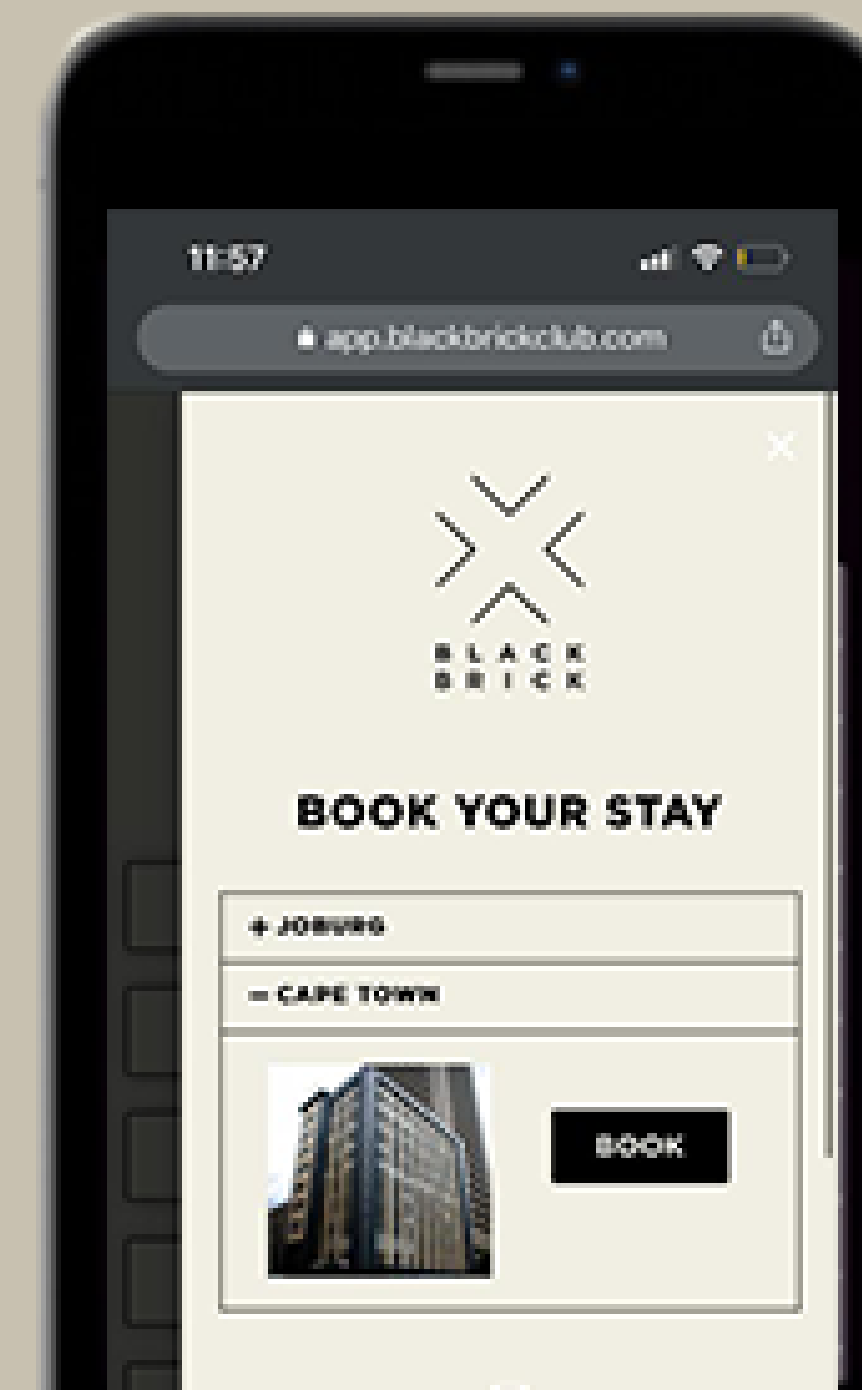 11:57
app.blackbrickclub.com
BLACK
BRICK
BOOK YOUR STAY
+ JOBURG
− CAPE TOWN
BOOK